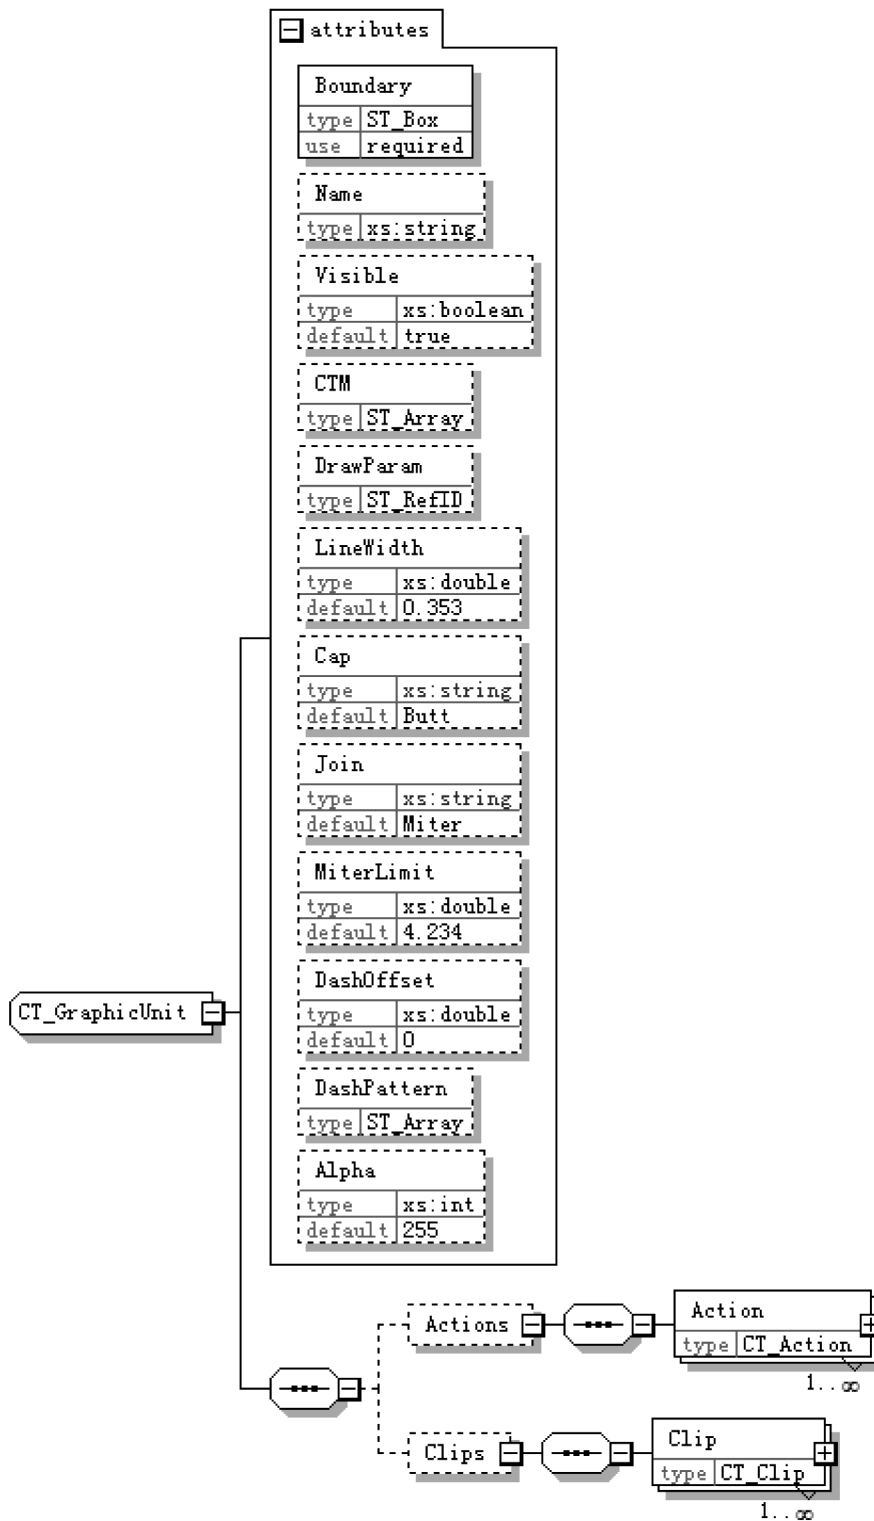 attributes
Boundary
type ST_Box
use required
Name
type xs:string
Visible
type xs:boolean
default true
CTM
type ST_Array
DrawParam
type ST_RefID
LineWidth
type xs:double
default 0.353
Cap
type xs:string
default Butt
Join
type xs:string
default Miter
MiterLimit
type xs:double
default 4.234
CT_GraphicUnit
DashOffset
type xs:double
default 0
DashPattern
type ST_Array
Alpha
type xs:int
default 255
Actions
Action
type CT_Action
1..∞
Clips
Clip
type CT_Clip
1..∞